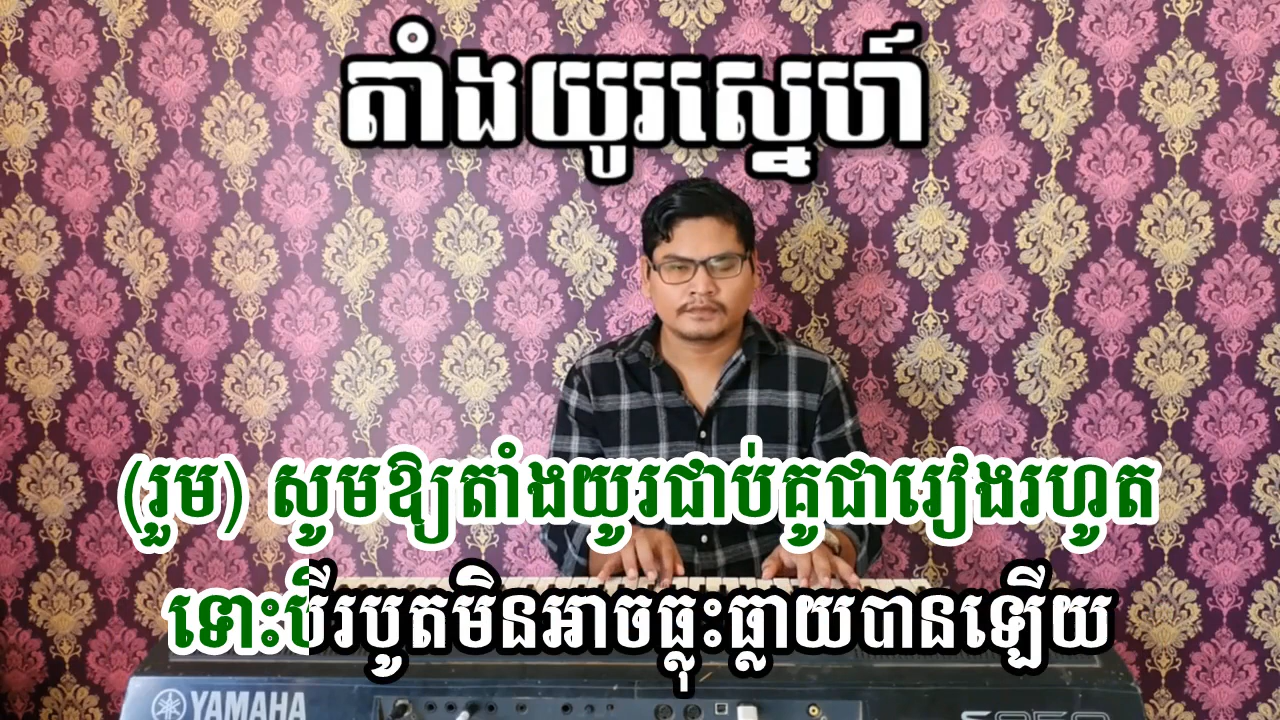 តាំងយូរស្នេហ៍
(រួម) សូមឱ្យតាំងយូរជាប់គូជារៀងរហូត
ទោះបីរបូតមិនអាចធ្លុះធ្លាយបានឡើយ
YAMAHA